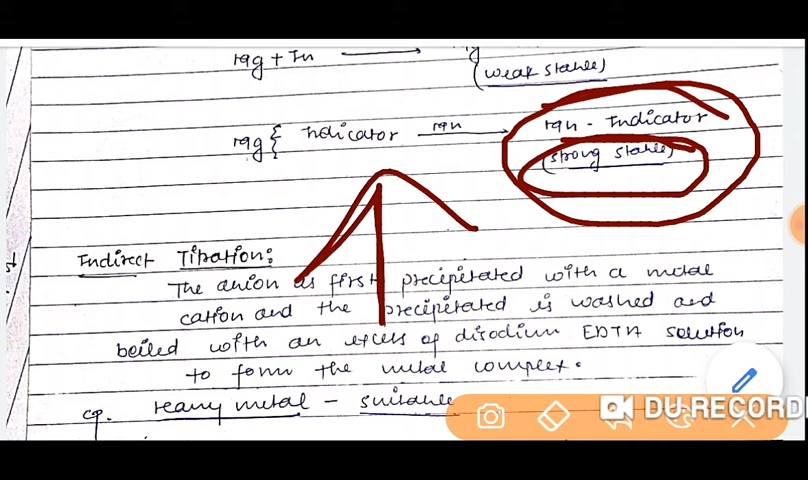 Mg + In
(weak stable)
Mg { Indicator Mn Mn - Indicator
(strong stable)
Indirect Titration:
The anion is first precipitated with a metal
cation and the precipitated is washed and
boiled with an excess of disodium EDTA solution
to form the metal complex.
eg. Heavy metal - suitable
DU RECORD